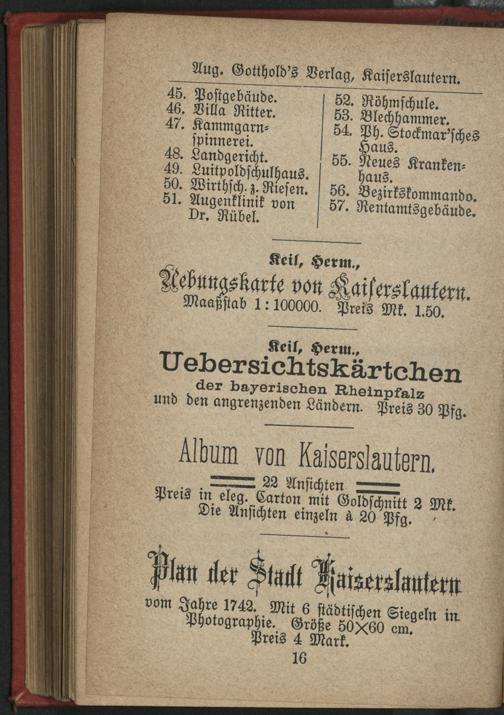 Aug. Gotthold's Verlag, Kaiserslautern.
45. Postgebäude.
46. Villa Ritter.
47. Kammgarn-
spinnerei.
48. Landgericht.
49. Luitpoldschulhaus.
50. Wirthsch. z. Riesen.
51. Augenklinik von
Dr. Rübel.
52. Röhmschule.
53. Blechhammer.
54. Ph. Stockmar'sches
Haus.
55. Neues Kranken-
haus.
56. Bezirkskommando.
57. Rentamtsgebäude.
Keil, Herm.,
Uebungskarte von Kaiserslautern.
Maaßstab 1:100000. Preis Mk. 1.50.
Keil, Herm.,
Uebersichtskärtchen
der bayerischen Rheinpfalz
und den angrenzenden Ländern. Preis 30 Pfg.
Album von Kaiserslautern.
22 Ansichten
Preis in eleg. Carton mit Goldschnitt 2 Mk.
Die Ansichten einzeln à 20 Pfg.
Plan der Stadt Kaiserslautern
vom Jahre 1742. Mit 6 städtischen Siegeln in
Photographie. Größe 50×60 cm.
Preis 4 Mark.
16